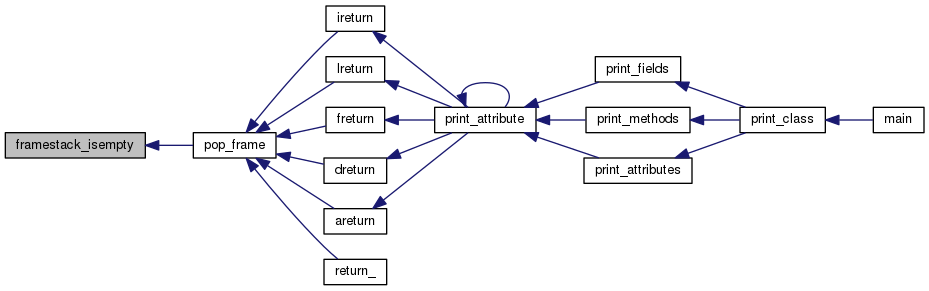 ireturn
lreturn
print_fields
freturn
print_attribute
print_methods
print_class
main
framestack_isempty
pop_frame
dreturn
print_attributes
areturn
return_